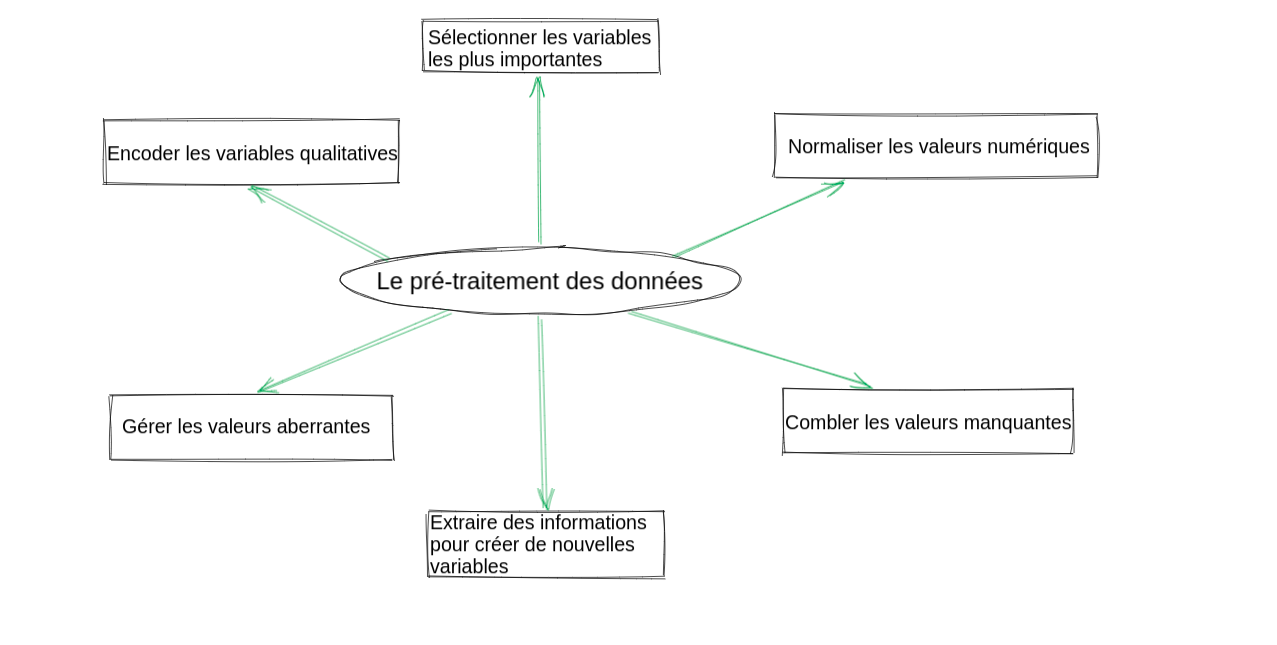 Sélectionner les variables
les plus importantes
Encoder les variables qualitatives
Normaliser les valeurs numériques
Le pré-traitement des données
Gérer les valeurs aberrantes
Combler les valeurs manquantes
Extraire des informations
pour créer de nouvelles
variables